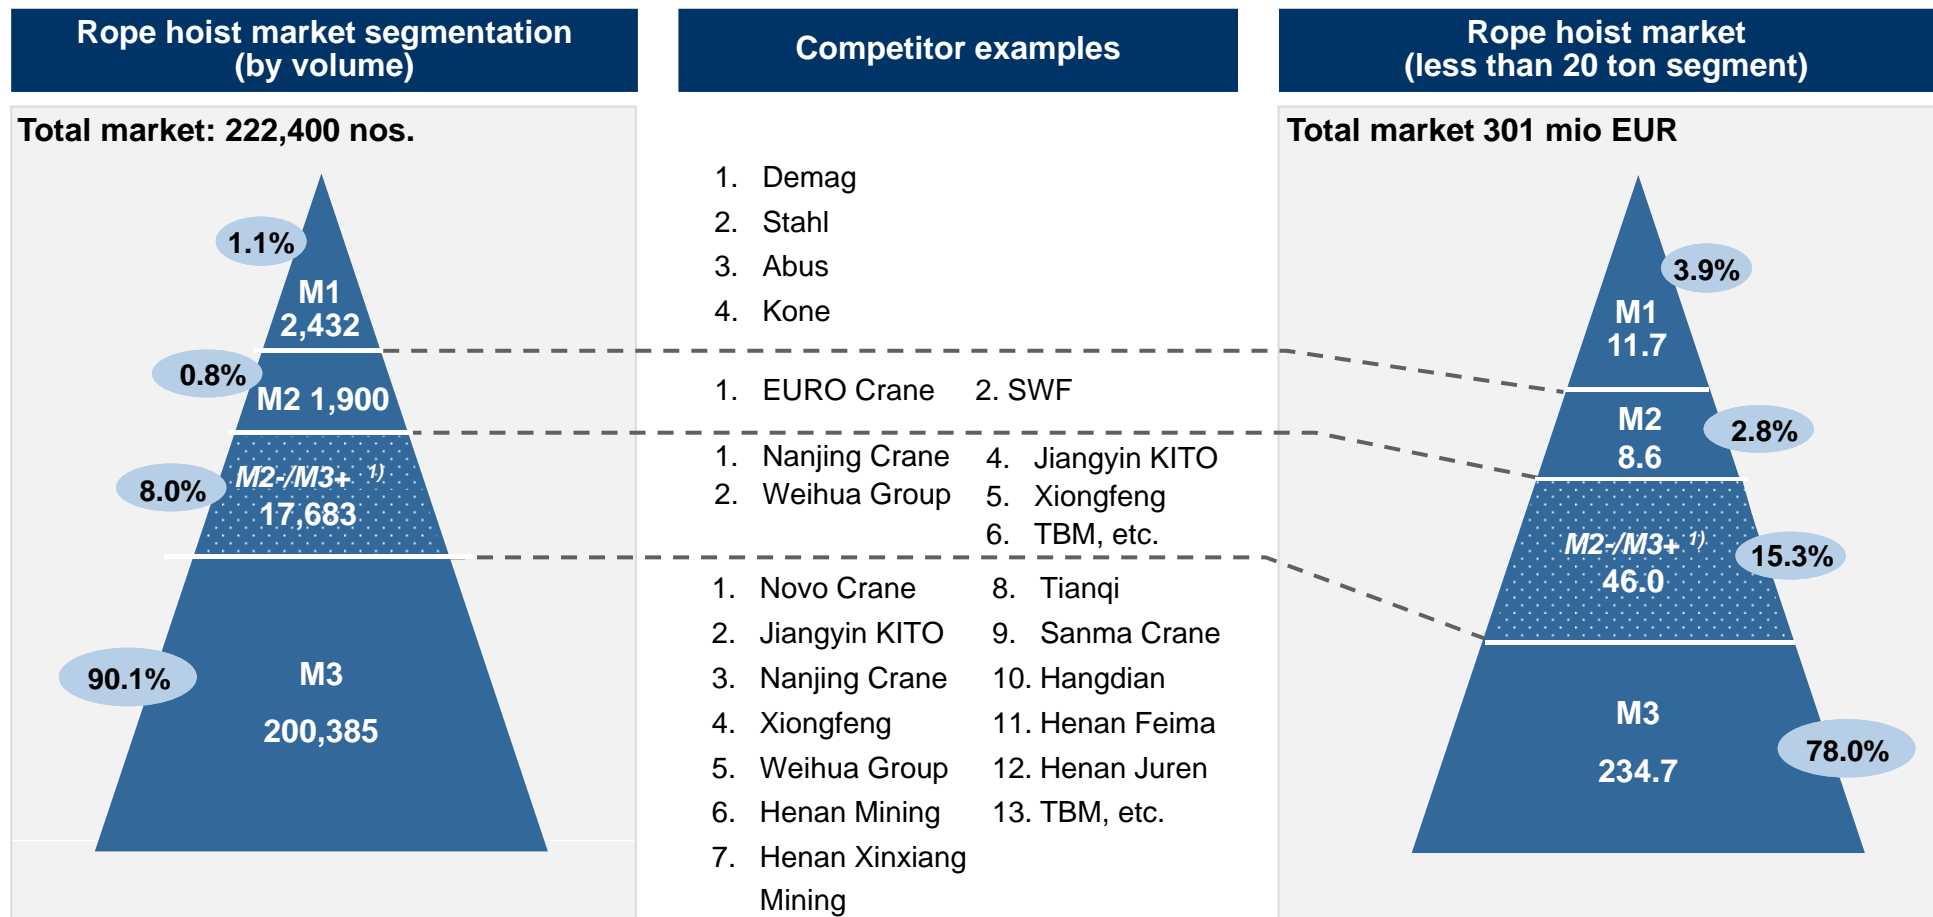 Rope hoist market segmentation
(by volume)
Total market: 222,400 nos.
1.1%
M1
2,432
0.8%
M2 1,900
M2-/M3+ 1)
8.0%
17,683
M3
90.1%
200,385
Competitor examples
1. Demag
2. Stahl
3. Abus
4. Kone
1. EURO Crane 2. SWF
1. Nanjing Crane
2. Weihua Group
4. Jiangyin KITO
5. Xiongfeng
6. TBM, etc.
1. Novo Crane
2. Jiangyin KITO
3. Nanjing Crane
4. Xiongfeng
5. Weihua Group
6. Henan Mining
7. Henan Xinxiang
Mining
8. Tianqi
9. Sanma Crane
10. Hangdian
11. Henan Feima
12. Henan Juren
13. TBM, etc.
Rope hoist market
(less than 20 ton segment)
Total market 301 mio EUR
3.9%
M1
11.7
M2
2.8%
8.6
M2-/M3+ 1)
15.3%
46.0
M3
78.0%
234.7